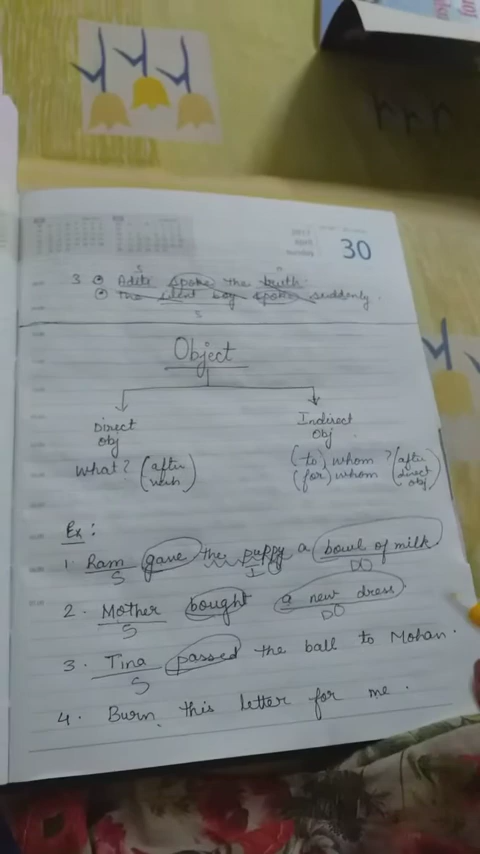 30
S O
3 Aditi spoke the truth.
The silent boy spoke suddenly.
S
Object
Direct Obj
What? (after verb)
Indirect Obj
(to) whom ? (after direct obj)
(for) whom
Ex :
1. Ram gave the puppy a bowl of milk
S I O DO
2. Mother bought a new dress.
S DO
3. Tina passed the ball to Mohan.
S
4. Burn this letter for me.